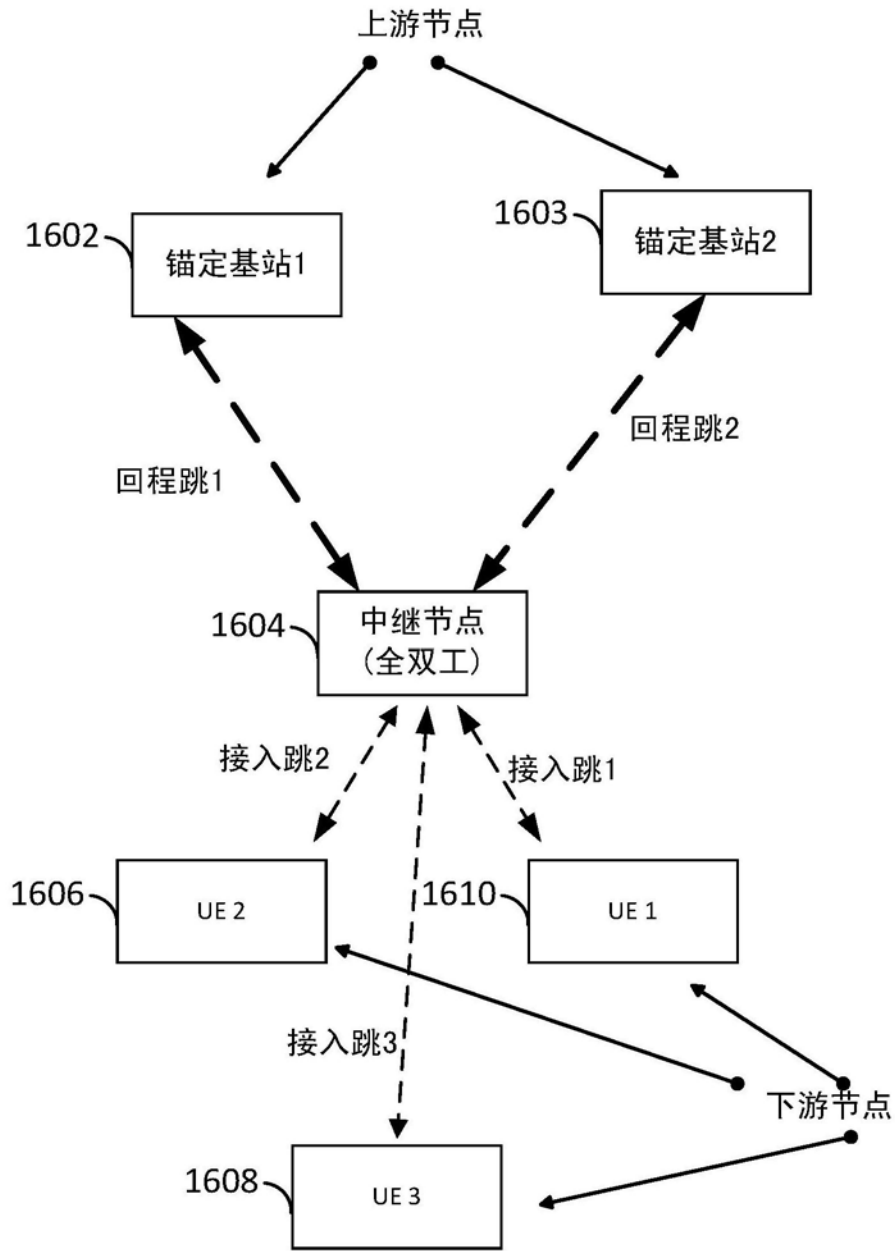 上游节点
1602
锚定基站1
1603
锚定基站2
回程跳1
回程跳2
1604
中继节点
(全双工)
接入跳2
接入跳1
1606
UE 2
1610
UE 1
接入跳3
下游节点
1608
UE 3